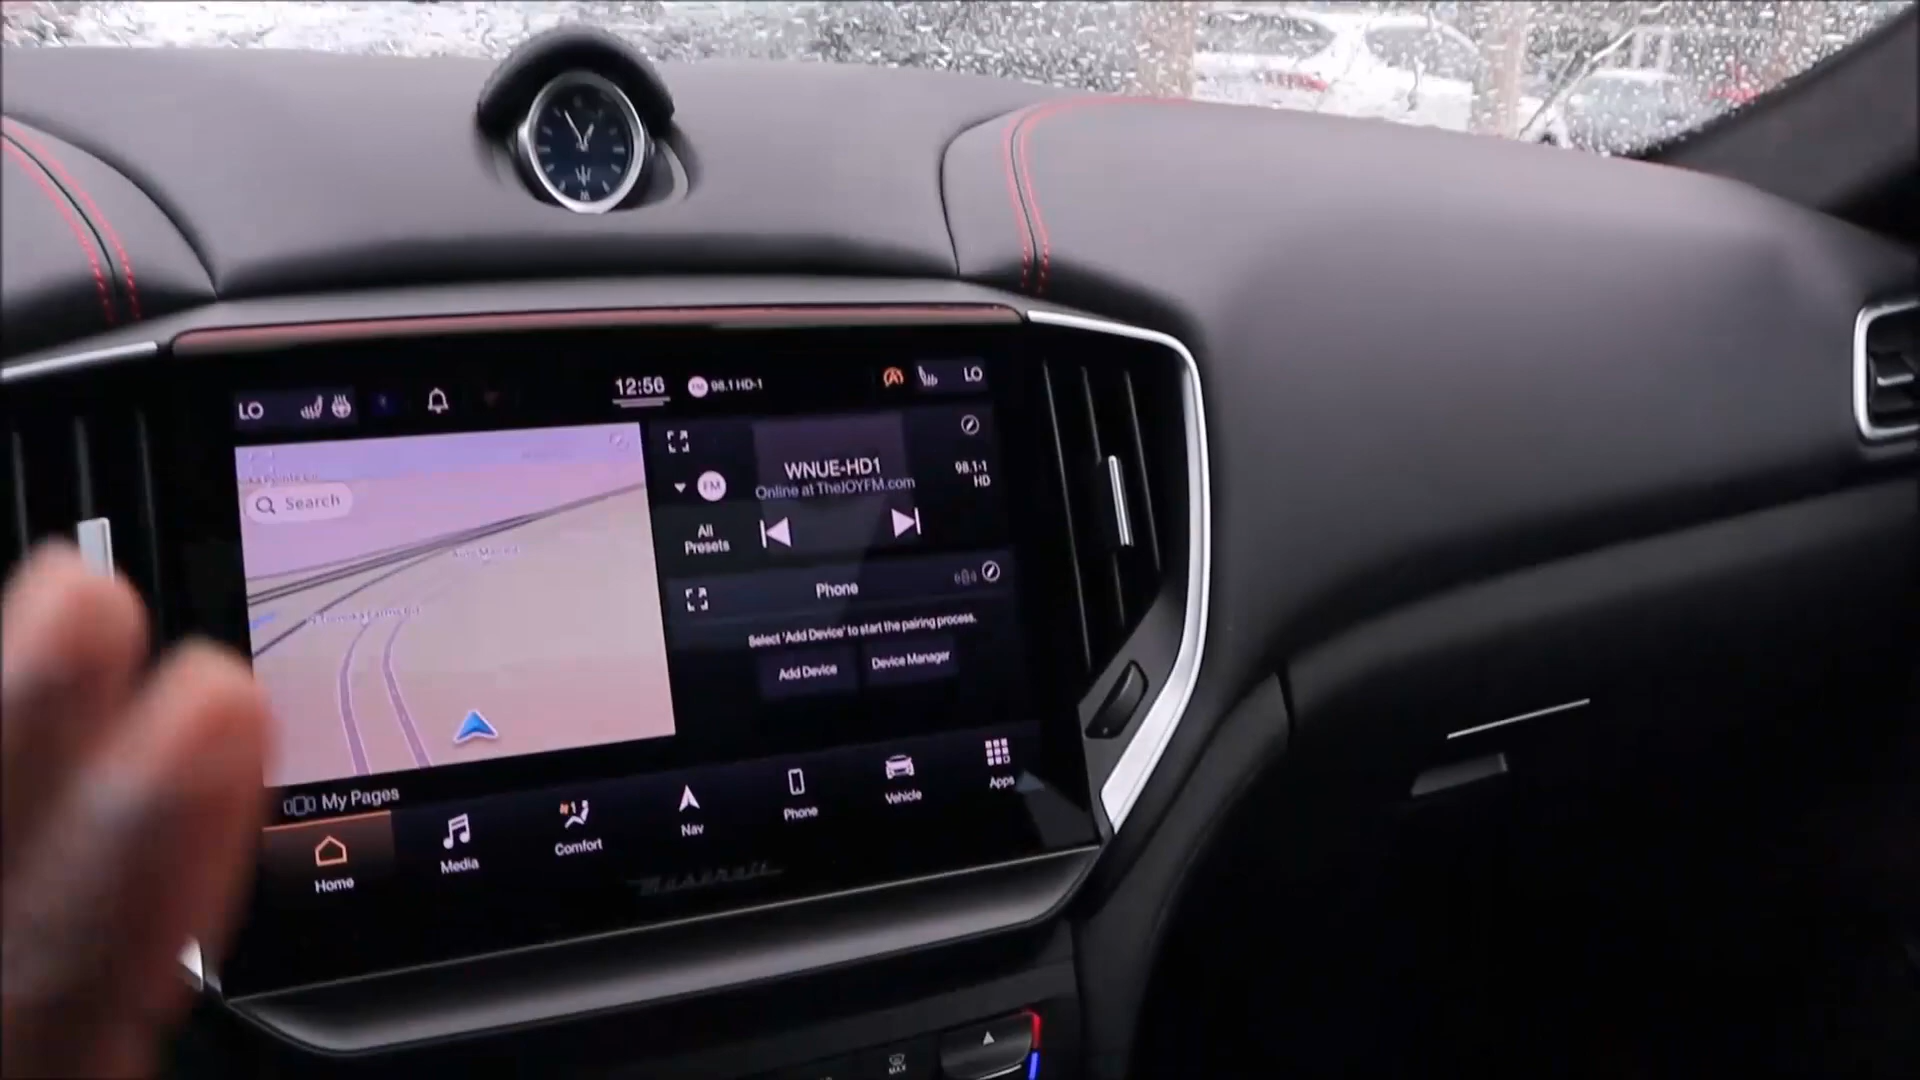 LO
12:56
98.1 HD-1
LO
Search
FM
WNUE-HD1
Online at TheJOYFM.com
98.1-1
HD
All
Presets
Phone
Select 'Add Device' to start the pairing process.
Add Device
Device Manager
My Pages
Home
Media
Comfort
Nav
Phone
Vehicle
Apps
Maserati
MAX